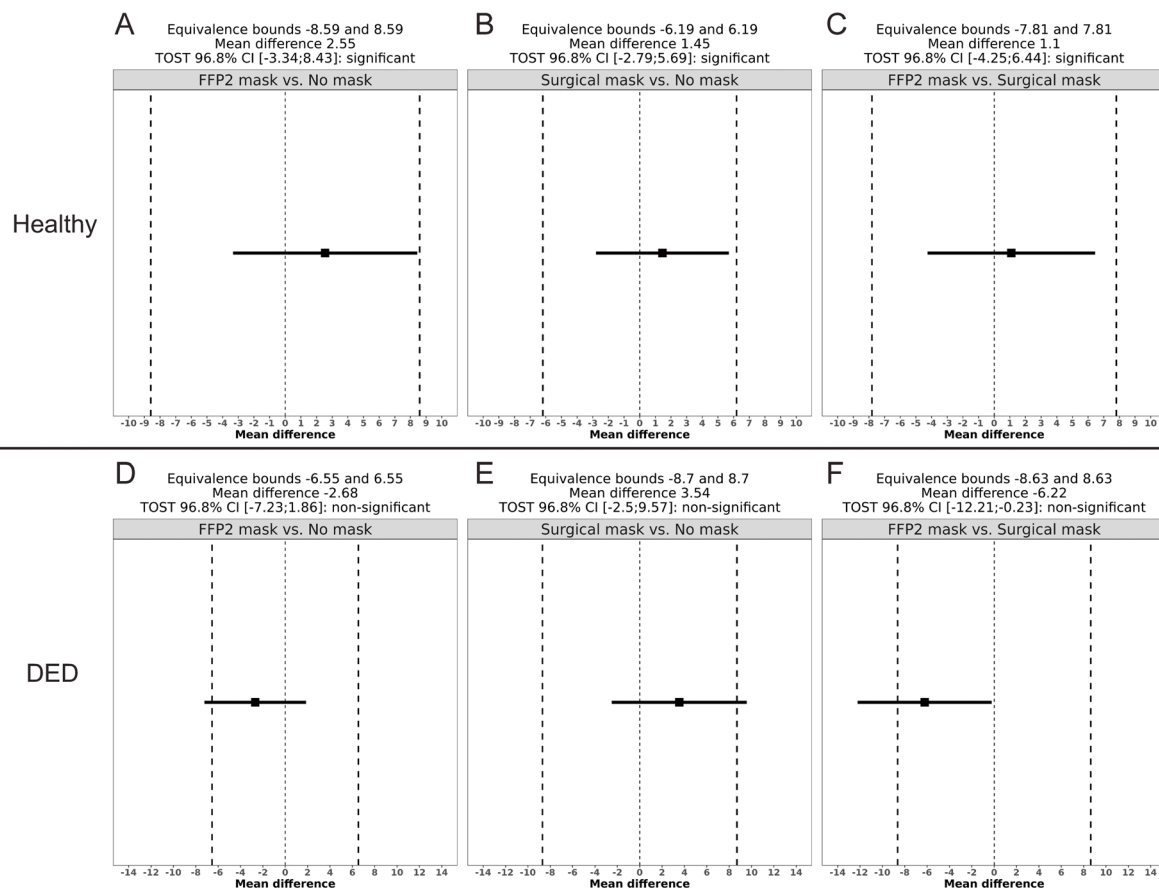 A
Equivalence bounds -8.59 and 8.59
Mean difference 2.55
TOST 96.8% CI [-3.34;8.43]: significant
FFP2 mask vs. No mask
-10 -9 -8 -7 -6 -5 -4 -3 -2 -1 0 1 2 3 4 5 6 7 8 9 10
Mean difference
B
Equivalence bounds -6.19 and 6.19
Mean difference 1.45
TOST 96.8% CI [-2.79;5.69]: significant
Surgical mask vs. No mask
-10 -9 -8 -7 -6 -5 -4 -3 -2 -1 0 1 2 3 4 5 6 7 8 9 10
Mean difference
C
Equivalence bounds -7.81 and 7.81
Mean difference 1.1
TOST 96.8% CI [-4.25;6.44]: significant
FFP2 mask vs. Surgical mask
-10 -9 -8 -7 -6 -5 -4 -3 -2 -1 0 1 2 3 4 5 6 7 8 9 10
Mean difference
Healthy
D
Equivalence bounds -6.55 and 6.55
Mean difference -2.68
TOST 96.8% CI [-7.23;1.86]: non-significant
FFP2 mask vs. No mask
-14 -12 -10 -8 -6 -4 -2 0 2 4 6 8 10 12 14
Mean difference
E
Equivalence bounds -8.7 and 8.7
Mean difference 3.54
TOST 96.8% CI [-2.5;9.57]: non-significant
Surgical mask vs. No mask
-14 -12 -10 -8 -6 -4 -2 0 2 4 6 8 10 12 14
Mean difference
F
Equivalence bounds -8.63 and 8.63
Mean difference -6.22
TOST 96.8% CI [-12.21;-0.23]: non-significant
FFP2 mask vs. Surgical mask
-14 -12 -10 -8 -6 -4 -2 0 2 4 6 8 10 12 14
Mean difference
DED